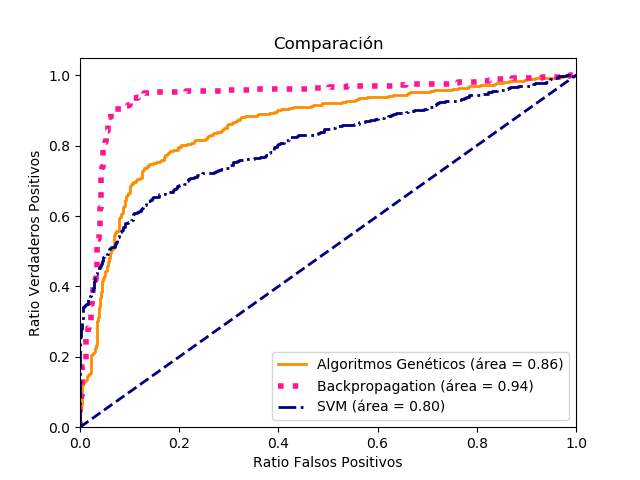 Comparación
1.0
0.8
0.6
0.4
0.2
0.0
Ratio Verdaderos Positivos
Algoritmos Genéticos (área = 0.86)
Backpropagation (área = 0.94)
SVM (área = 0.80)
0.0 0.2 0.4 0.6 0.8 1.0
Ratio Falsos Positivos